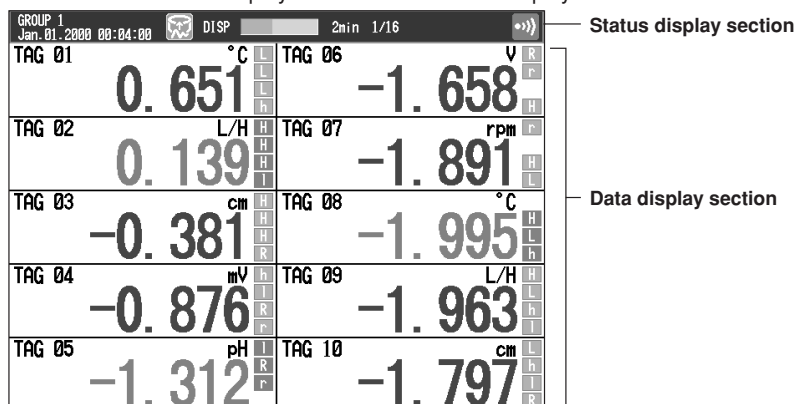 GROUP 1
Jan.01.2000 00:04:00 DISP 2min 1/16
Status display section
TAG 01 °C L
0.651 L
L
h
TAG 06 V R
-1.658 r
H
TAG 02 L/H H
0.139 H
H
l
TAG 07 rpm r
-1.891 H
L
Data display section
TAG 03 cm H
-0.381 H
H
R
TAG 08 °C
-1.995 H
L
h
TAG 04 mV h
-0.876 l
R
r
TAG 09 L/H H
-1.963 L
h
l
TAG 05 pH l
-1.312 R
r
TAG 10 cm L
-1.797 h
l
R